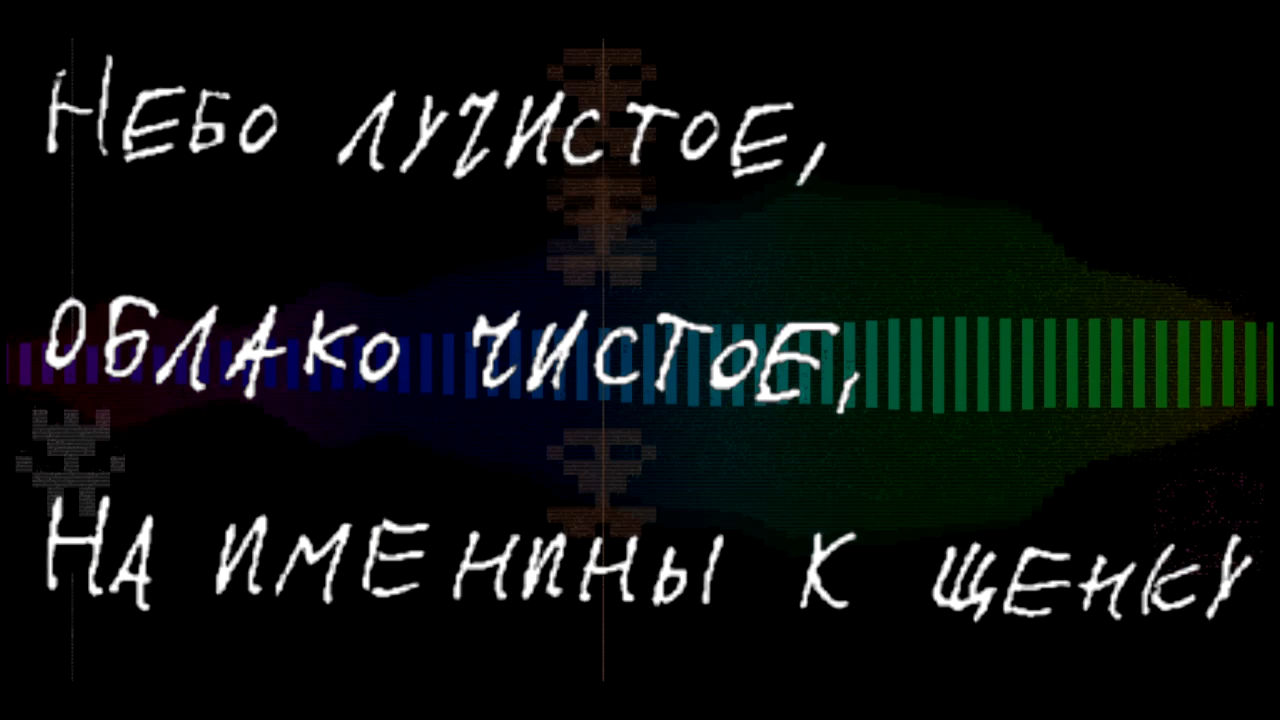 Небо лучистое,
облако чистое,
На именины к щенку